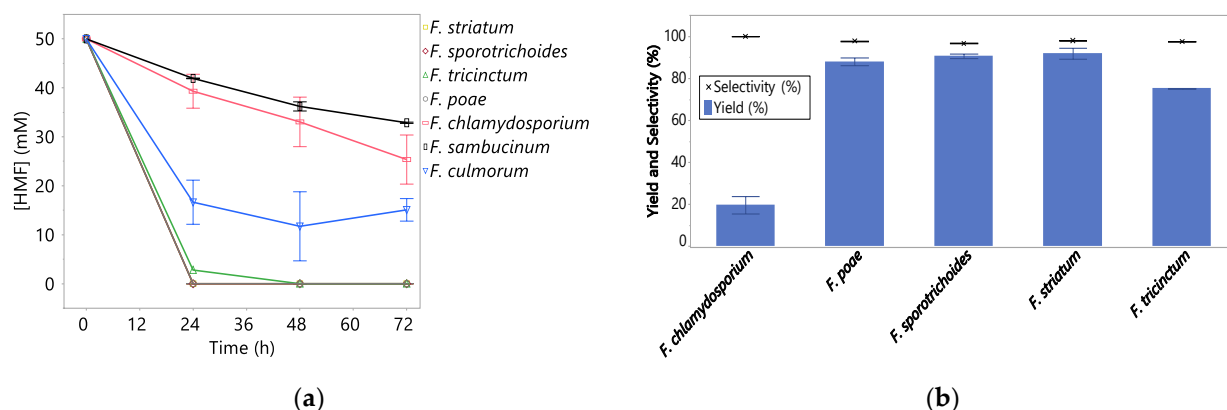 50
40
30
20
10
0
[HMF] (mM)
0 12 24 36 48 60 72
Time (h)
F. striatum
F. sporotrichoides
F. tricinctum
F. poae
F. chlamydosporium
F. sambucinum
F. culmorum
(a)
100
80
60
40
20
0
Yield and Selectivity (%)
Selectivity (%)
Yield (%)
F. chlamydosporium
F. poae
F. sporotrichoides
F. striatum
F. tricinctum
(b)